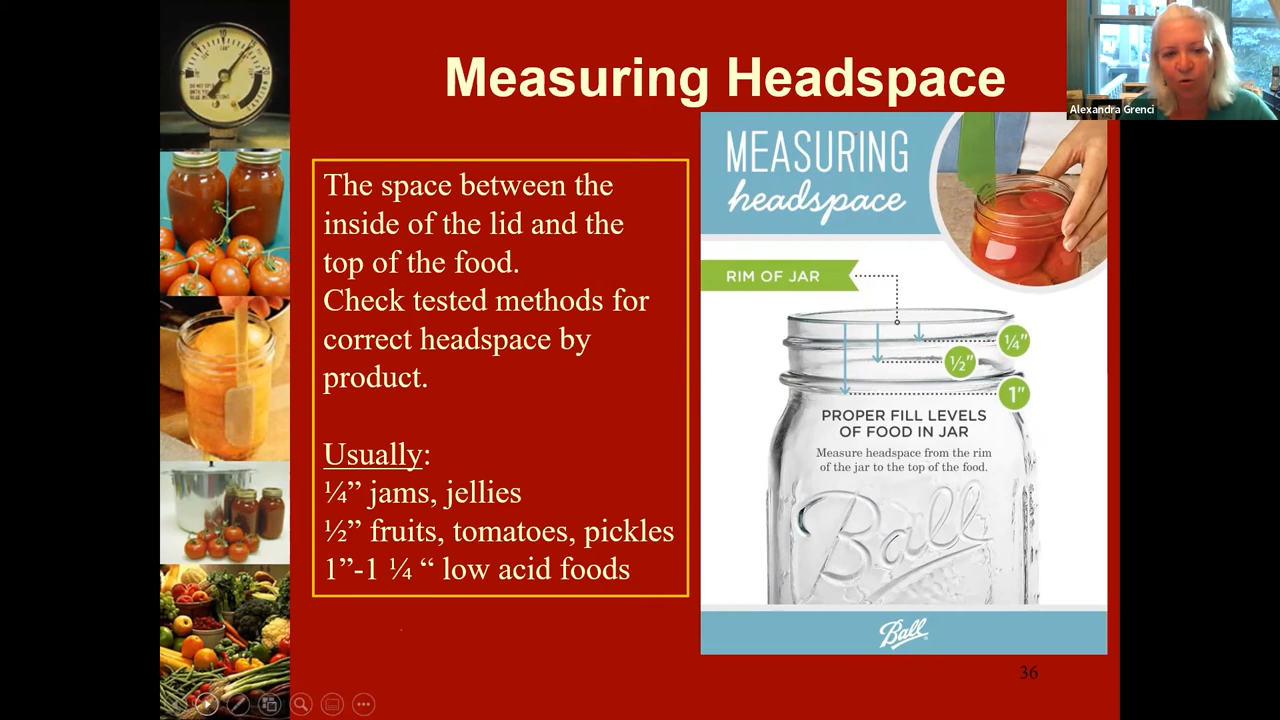 Measuring Headspace
Alexandra Grenci
The space between the
inside of the lid and the
top of the food.
Check tested methods for
correct headspace by
product.
Usually:
¼” jams, jellies
½” fruits, tomatoes, pickles
1”-1 ¼ “ low acid foods
MEASURING
headspace
RIM OF JAR
¼"
½"
1"
PROPER FILL LEVELS
OF FOOD IN JAR
Measure headspace from the rim
of the jar to the top of the food.
Ball
Ball
36